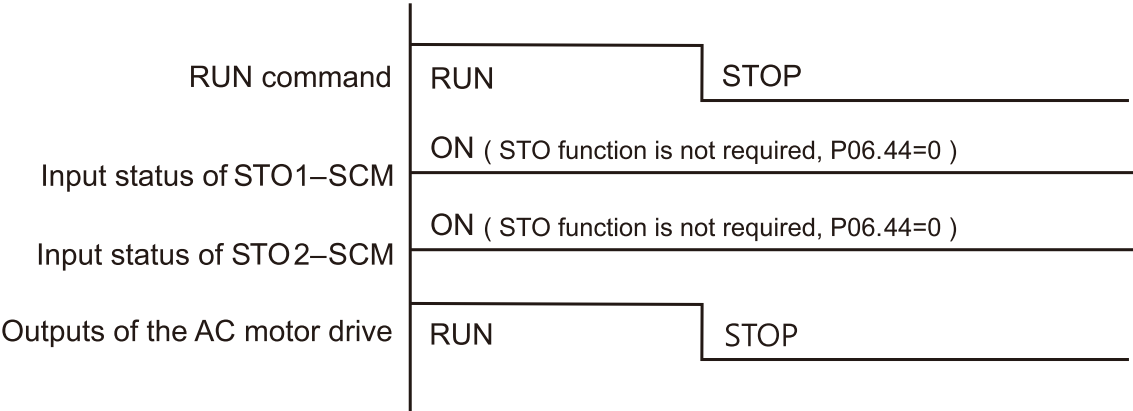 RUN command RUN STOP
ON ( STO function is not required, P06.44=0 )
Input status of STO1–SCM
ON ( STO function is not required, P06.44=0 )
Input status of STO2–SCM
Outputs of the AC motor drive RUN STOP